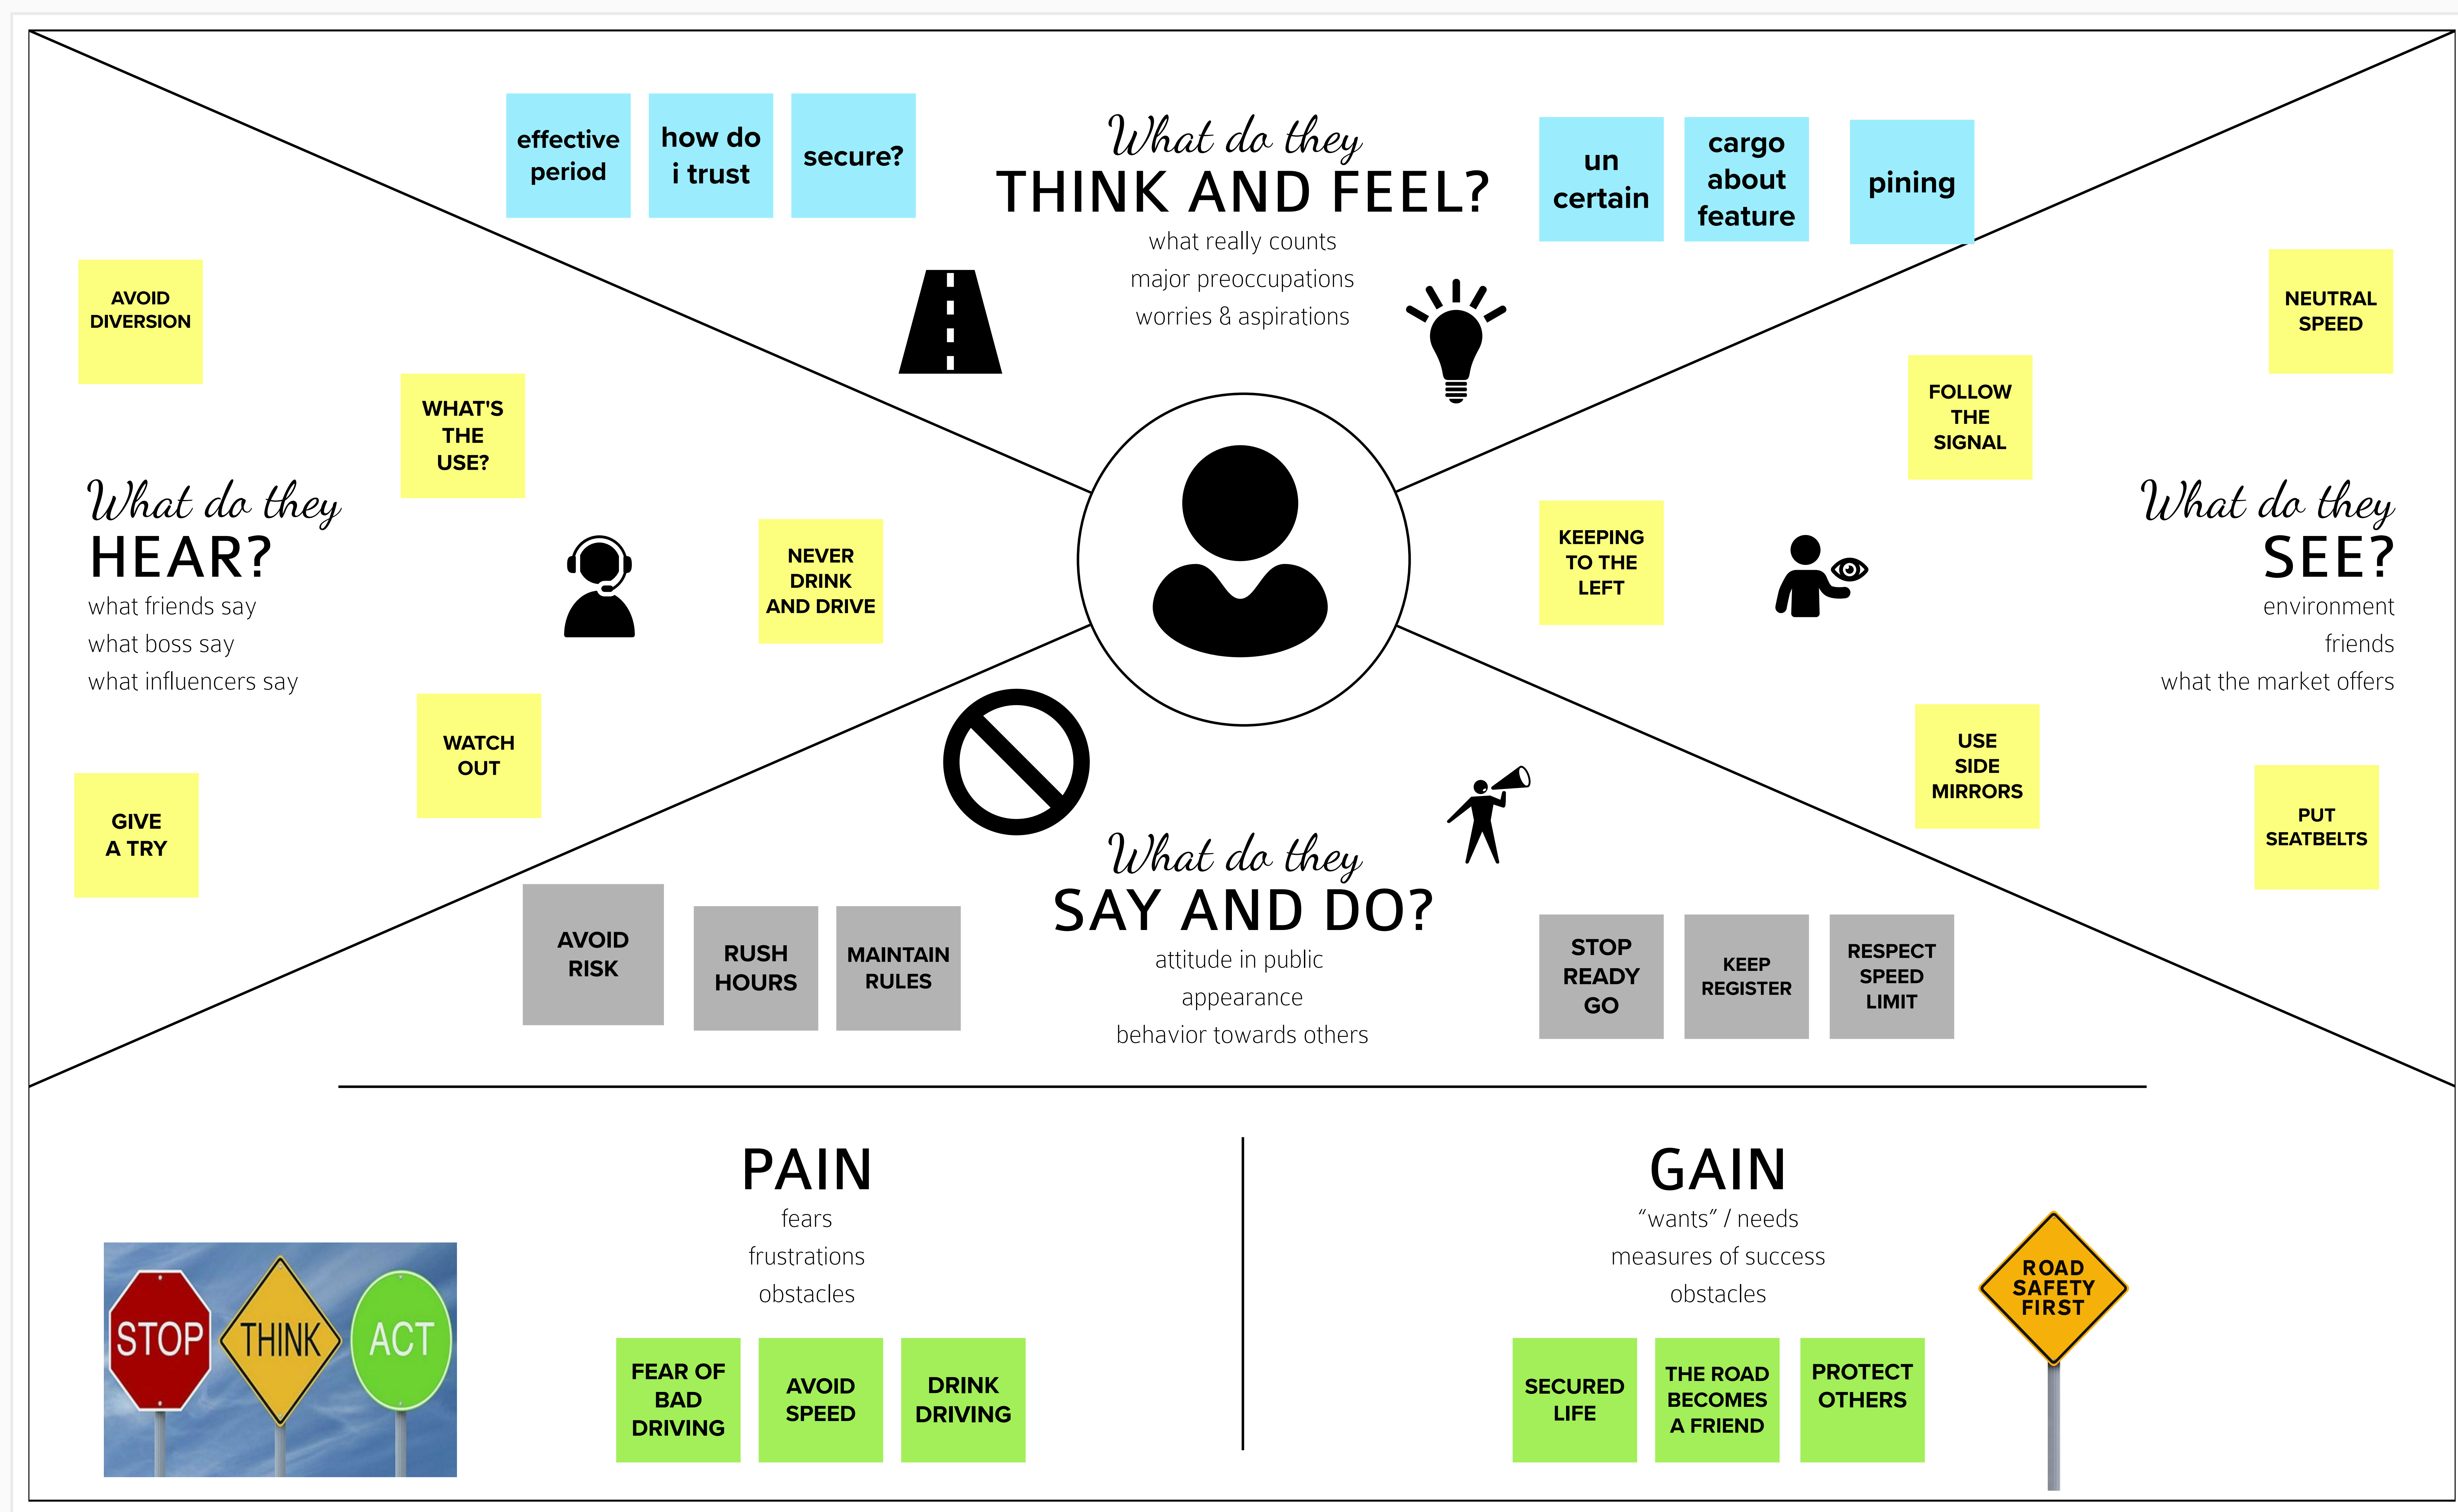 effective
period
how do
i trust
secure?
What do they
THINK AND FEEL?
what really counts
major preoccupations
worries & aspirations
un
certain
cargo
about
feature
pining
AVOID
DIVERSION
WHAT'S
THE
USE?
What do they
HEAR?
what friends say
what boss say
what influencers say
NEVER
DRINK
AND DRIVE
WATCH
OUT
GIVE
A TRY
NEUTRAL
SPEED
FOLLOW
THE
SIGNAL
KEEPING
TO THE
LEFT
What do they
SEE?
environment
friends
what the market offers
USE
SIDE
MIRRORS
PUT
SEATBELTS
What do they
SAY AND DO?
attitude in public
appearance
behavior towards others
AVOID
RISK
RUSH
HOURS
MAINTAIN
RULES
STOP
READY
GO
KEEP
REGISTER
RESPECT
SPEED
LIMIT
PAIN
fears
frustrations
obstacles
STOP
THINK
ACT
FEAR OF
BAD
DRIVING
AVOID
SPEED
DRINK
DRIVING
GAIN
“wants” / needs
measures of success
obstacles
SECURED
LIFE
THE ROAD
BECOMES
A FRIEND
PROTECT
OTHERS
ROAD
SAFETY
FIRST